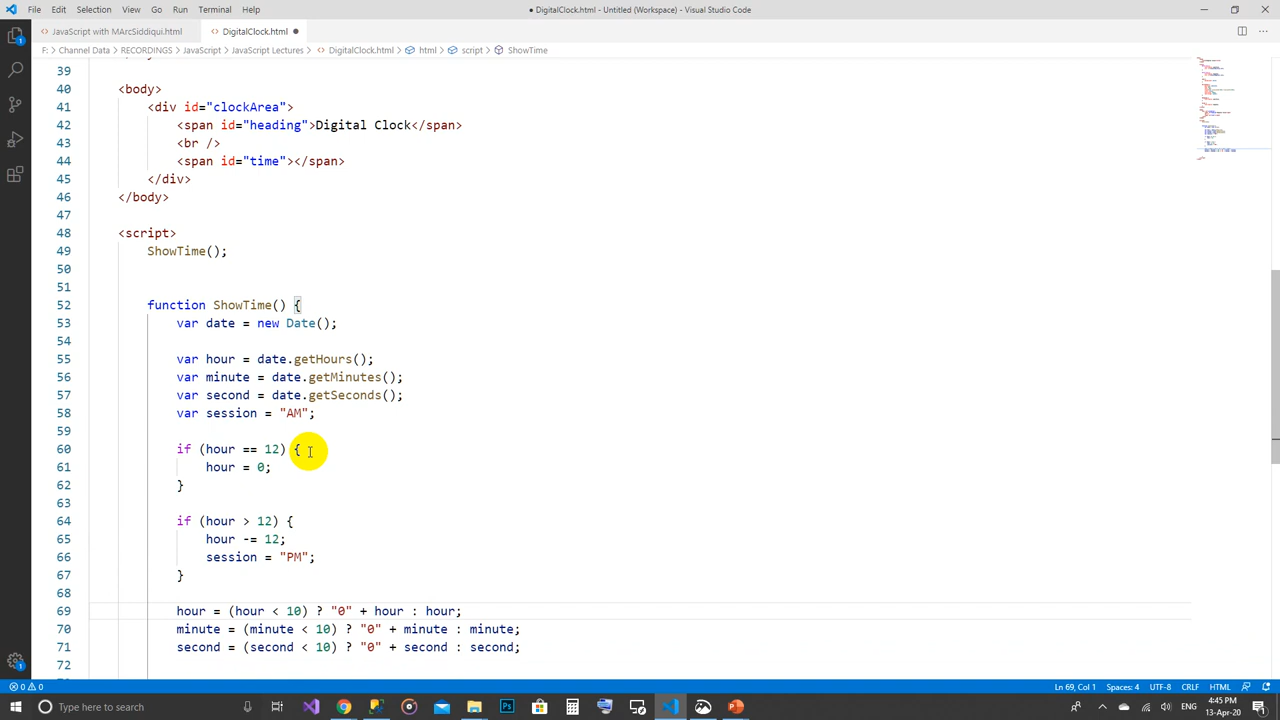 File Edit Selection View Go Run Terminal Help
● DigitalClock.html - Untitled (Workspace) - Visual Studio Code
JavaScript with MArcSiddiqui.html
DigitalClock.html ●
F: > Channel Data > RECORDINGS > JavaScript > JavaScript Lectures > DigitalClock.html > html > script > ShowTime
39
40 <body>
41 <div id="clockArea">
42 <span id="heading">Digital Clock</span>
43 <br />
44 <span id="time"></span>
45 </div>
46 </body>
47
48 <script>
49 ShowTime();
50
51
52 function ShowTime() {
53 var date = new Date();
54
55 var hour = date.getHours();
56 var minute = date.getMinutes();
57 var second = date.getSeconds();
58 var session = "AM";
59
60 if (hour == 12) {
61 hour = 0;
62 }
63
64 if (hour > 12) {
65 hour -= 12;
66 session = "PM";
67 }
68
69 hour = (hour < 10) ? "0" + hour : hour;
70 minute = (minute < 10) ? "0" + minute : minute;
71 second = (second < 10) ? "0" + second : second;
72
0 0 Ln 69, Col 1 Spaces: 4 UTF-8 CRLF HTML
Type here to search
4:45 PM
13-Apr-20